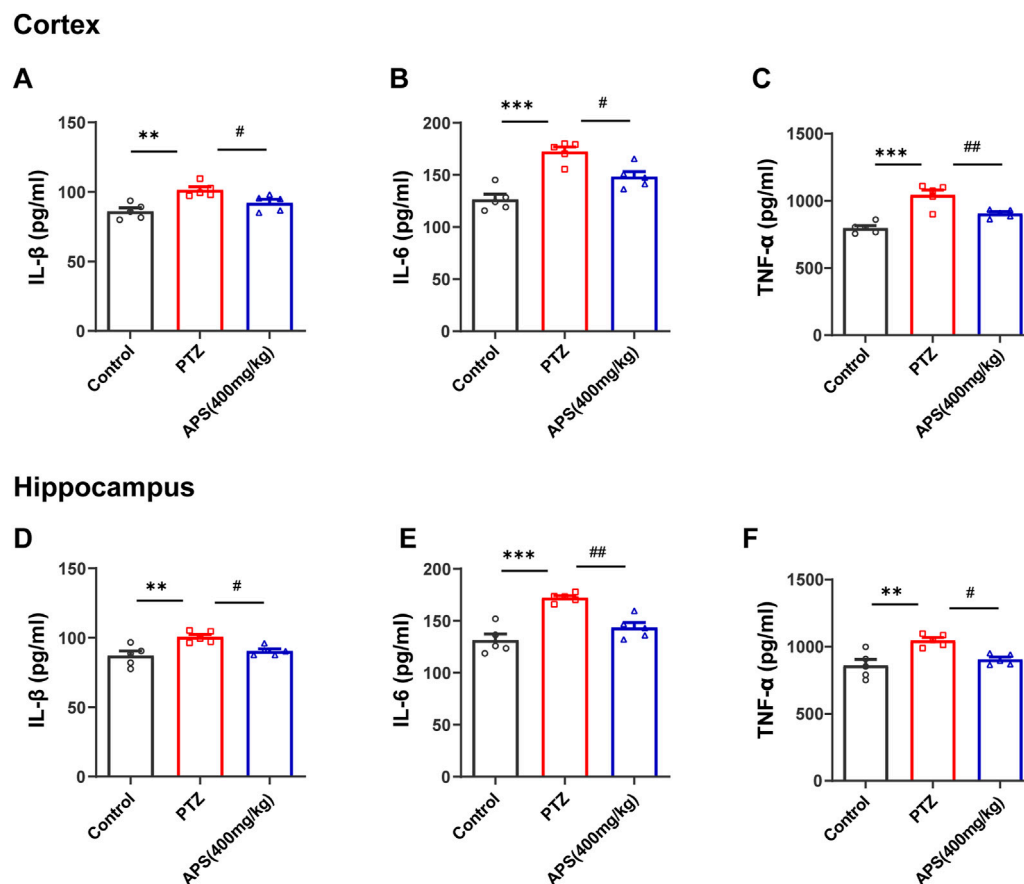 Cortex
A
IL-β (pg/ml)
150
100
50
0
**
#
Control
PTZ
APS(400mg/kg)
B
IL-6 (pg/ml)
200
150
100
50
0
***
#
Control
PTZ
APS(400mg/kg)
C
TNF-α (pg/ml)
1500
1000
500
0
***
##
Control
PTZ
APS(400mg/kg)
Hippocampus
D
IL-β (pg/ml)
150
100
50
0
**
#
Control
PTZ
APS(400mg/kg)
E
IL-6 (pg/ml)
200
150
100
50
0
***
##
Control
PTZ
APS(400mg/kg)
F
TNF-α (pg/ml)
1500
1000
500
0
**
#
Control
PTZ
APS(400mg/kg)